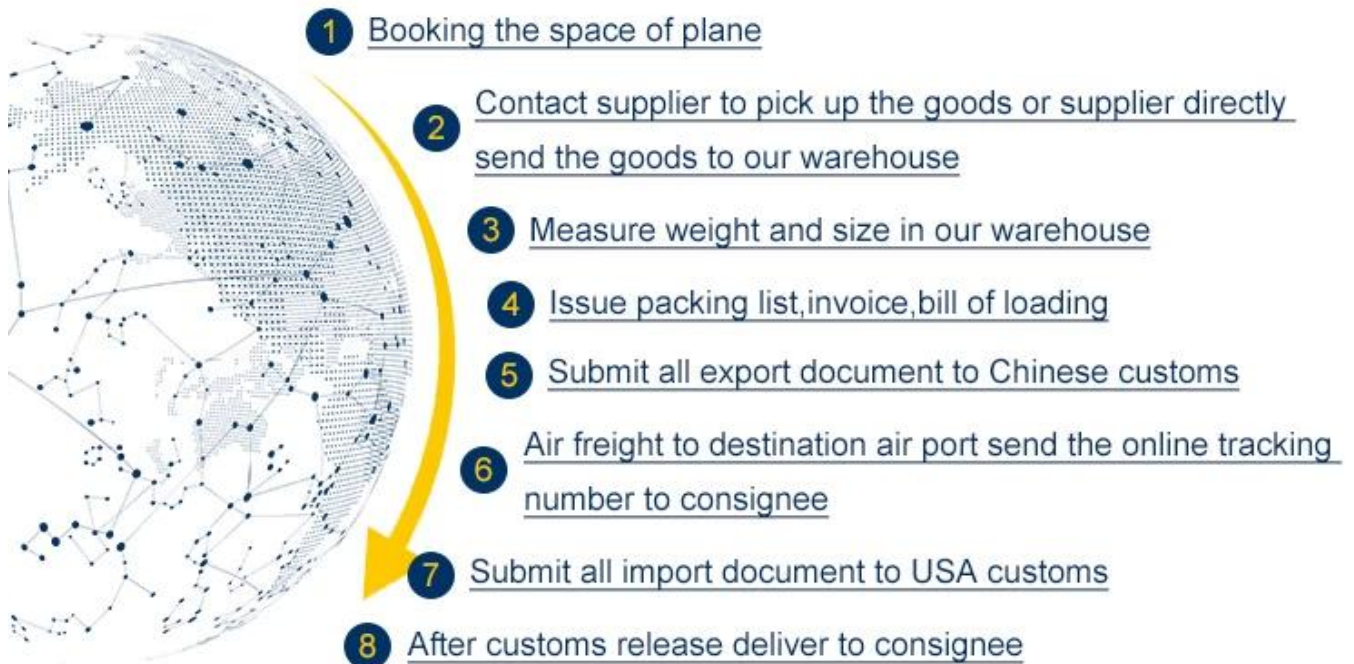 1 Booking the space of plane
2 Contact supplier to pick up the goods or supplier directly
send the goods to our warehouse
3 Measure weight and size in our warehouse
4 Issue packing list,invoice,bill of loading
5 Submit all export document to Chinese customs
6 Air freight to destination air port send the online tracking
number to consignee
7 Submit all import document to USA customs
8 After customs release deliver to consignee